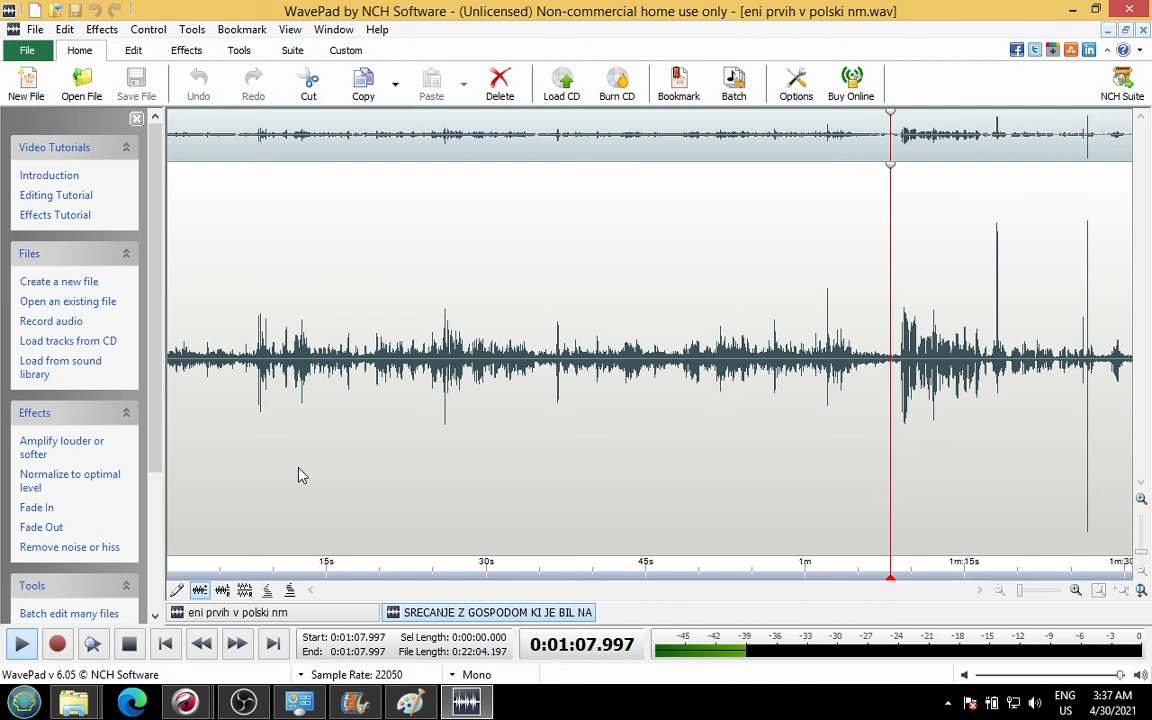 WavePad by NCH Software - (Unlicensed) Non-commercial home use only - [eni prvih v polski nm.wav]
File Edit Effects Control Tools Bookmark View Window Help
File Home Edit Effects Tools Suite Custom
New File Open File Save File Undo Redo Cut Copy Paste Delete Load CD Burn CD Bookmark Batch Options Buy Online NCH Suite
Video Tutorials
Introduction
Editing Tutorial
Effects Tutorial
Files
Create a new file
Open an existing file
Record audio
Load tracks from CD
Load from sound
library
Effects
Amplify louder or
softer
Normalize to optimal
level
Fade In
Fade Out
Remove noise or hiss
Tools
Batch edit many files
15s 30s 45s 1m 1m:15s 1m:30
eni prvih v polski nm SRECANJE Z GOSPODOM KI JE BIL NA
Start: 0:01:07.997 Sel Length: 0:00:00.000
End: 0:01:07.997 File Length: 0:22:04.197
0:01:07.997
-45 -42 -39 -36 -33 -30 -27 -24 -21 -18 -15 -12 -9 -6 -3 0
WavePad v 6.05 © NCH Software Sample Rate: 22050 Mono
ENG 3:37 AM
US 4/30/2021